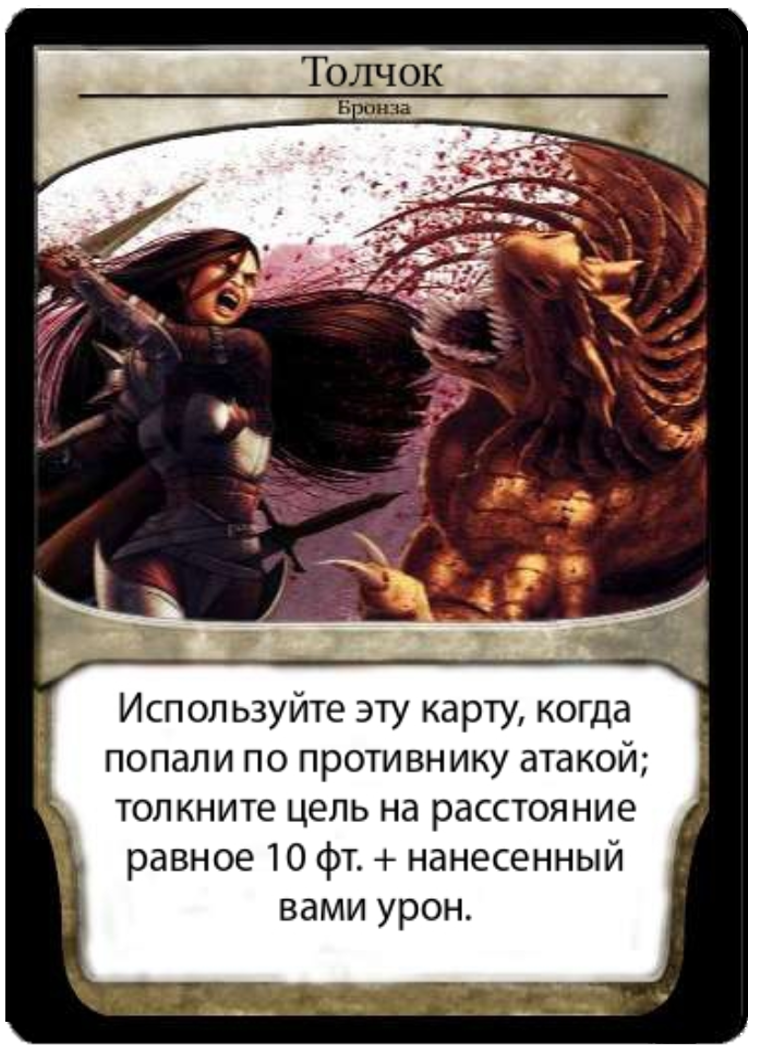 Толчок
Бронза
Используйте эту карту, когда
попали по противнику атакой;
толкните цель на расстояние
равное 10 фт. + нанесенный
вами урон.